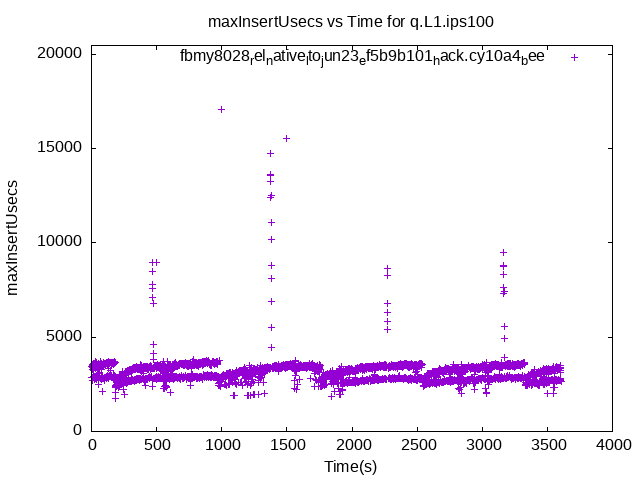 maxInsertUsecs vs Time for q.L1.ips100
fbmy8028relnativelitojun23ef5b9b101hack.cy10a4bee
20000
15000
10000
5000
0
maxInsertUsecs
0 500 1000 1500 2000 2500 3000 3500 4000
Time(s)